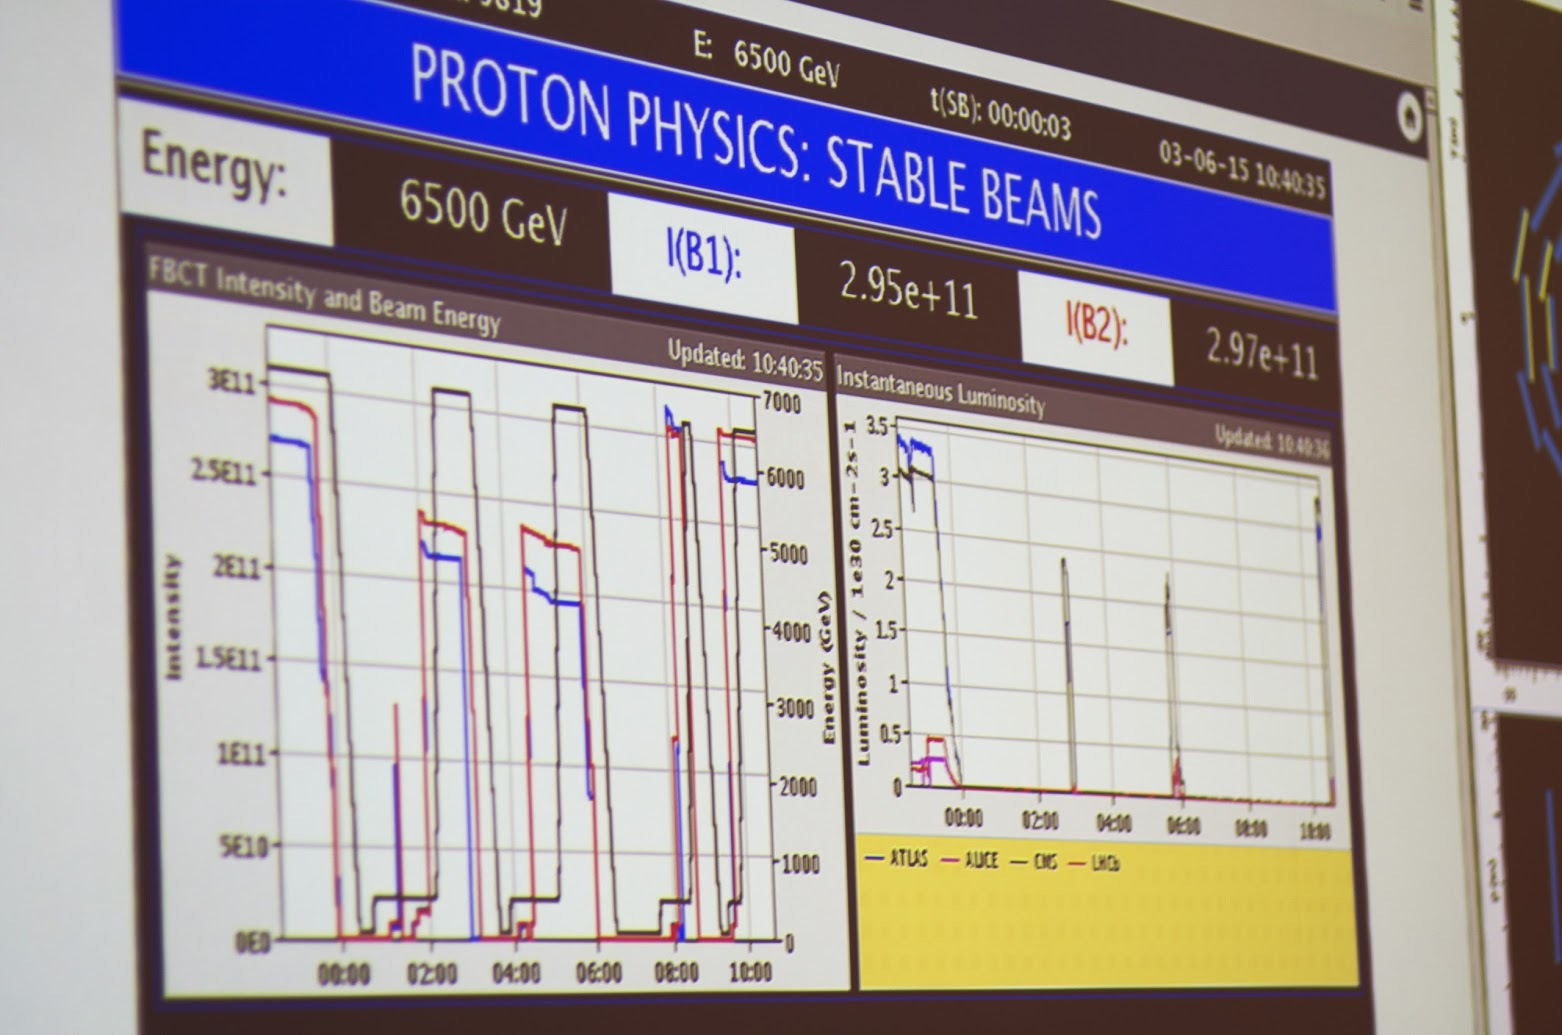 E: 6500 GeV t(SB): 00:00:03 03-06-15 10:40:35
PROTON PHYSICS: STABLE BEAMS
Energy: 6500 GeV I(B1): 2.95e+11 I(B2): 2.97e+11
FBCT Intensity and Beam Energy
Updated: 10:40:35
3E11
2.5E11
2E11
1.5E11
1E11
5E10
0E0
Intensity
7000
6000
5000
4000
3000
2000
1000
0
Energy (GeV)
00:00 02:00 04:00 06:00 08:00 10:00
Instantaneous Luminosity
Updated: 10:40:36
3.5
3
2.5
2
1.5
1
0.5
0
Luminosity / 1e30 cm-2s-1
00:00 02:00 04:00 06:00 08:00 10:00
ATLAS ALICE CMS LHCb